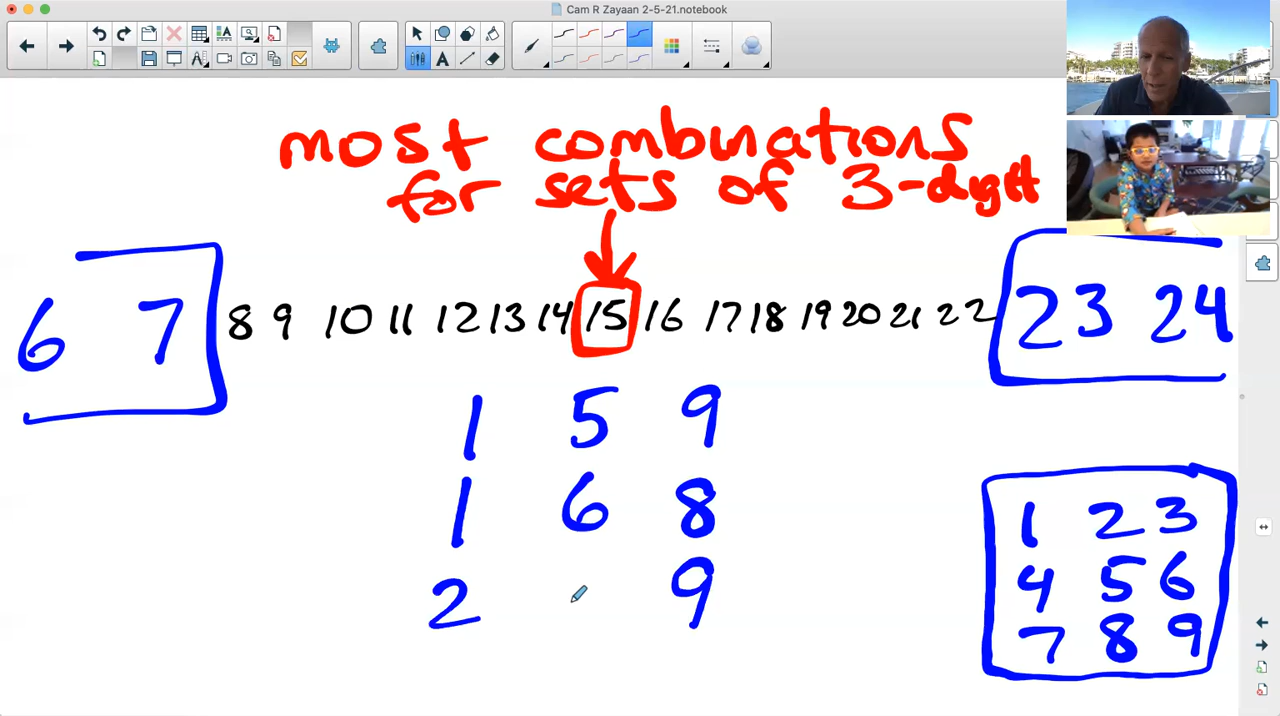 Cam R Zayaan 2-5-21.notebook
most combinations
for sets of 3-digit
6 7 8 9 10 11 12 13 14 15 16 17 18 19 20 21 22 23 24
1 5 9
1 6 8
2 9
1 2 3
4 5 6
7 8 9